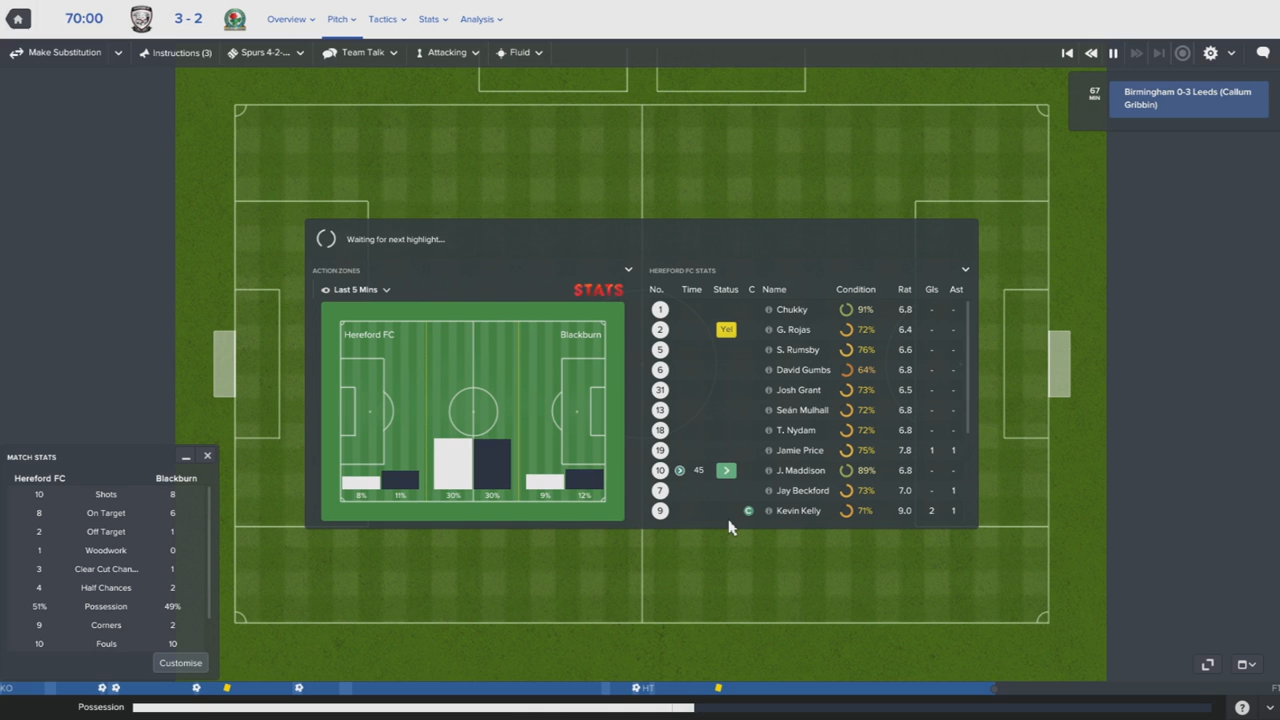 70:00 3 - 2 Overview Pitch Tactics Stats Analysis
Make Substitution Instructions (3) Spurs 4-2-... Team Talk Attacking Fluid
67 MIN Birmingham 0-3 Leeds (Callum
Gribbin)
Waiting for next highlight...
ACTION ZONES
Last 5 Mins STATS
Hereford FC Blackburn
8% 11% 30% 30% 9% 12%
HEREFORD FC STATS
No. Time Status C Name Condition Rat Gls Ast
1 Chukky 91% 6.8 - -
2 Yel G. Rojas 72% 6.4 - -
5 S. Rumsby 76% 6.6 - -
6 David Gumbs 64% 6.8 - -
31 Josh Grant 73% 6.5 - -
13 Seán Mulhall 72% 6.8 - -
18 T. Nydam 72% 6.8 - -
19 Jamie Price 75% 7.8 1 1
10 45 J. Maddison 89% 6.8 - -
7 Jay Beckford 73% 7.0 - 1
9 C Kevin Kelly 71% 9.0 2 1
MATCH STATS
Hereford FC Blackburn
10 Shots 8
8 On Target 6
2 Off Target 1
1 Woodwork 0
3 Clear Cut Chan... 1
4 Half Chances 2
51% Possession 49%
9 Corners 2
10 Fouls 10
Customise
KO HT FT
Possession ?